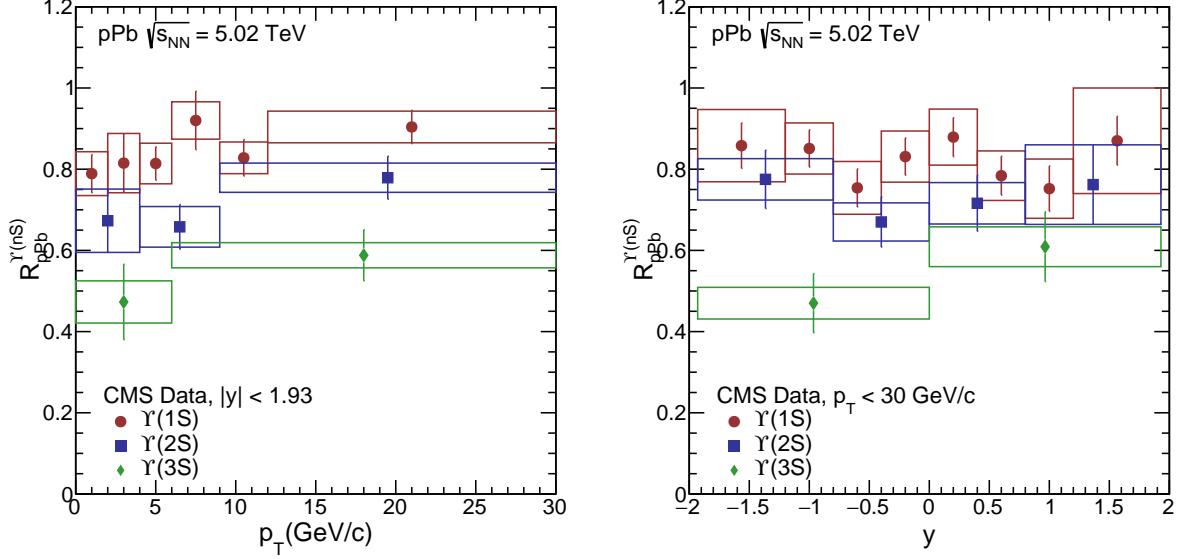 pPb √s_NN = 5.02 TeV
R_pPb^ϒ(nS)
1.2
1
0.8
0.6
0.4
0.2
0
CMS Data, |y| < 1.93
ϒ(1S)
ϒ(2S)
ϒ(3S)
0 5 10 15 20 25 30
p_T(GeV/c)
pPb √s_NN = 5.02 TeV
R_pPb^ϒ(nS)
1.2
1
0.8
0.6
0.4
0.2
0
CMS Data, p_T < 30 GeV/c
ϒ(1S)
ϒ(2S)
ϒ(3S)
−2 −1.5 −1 −0.5 0 0.5 1 1.5 2
y